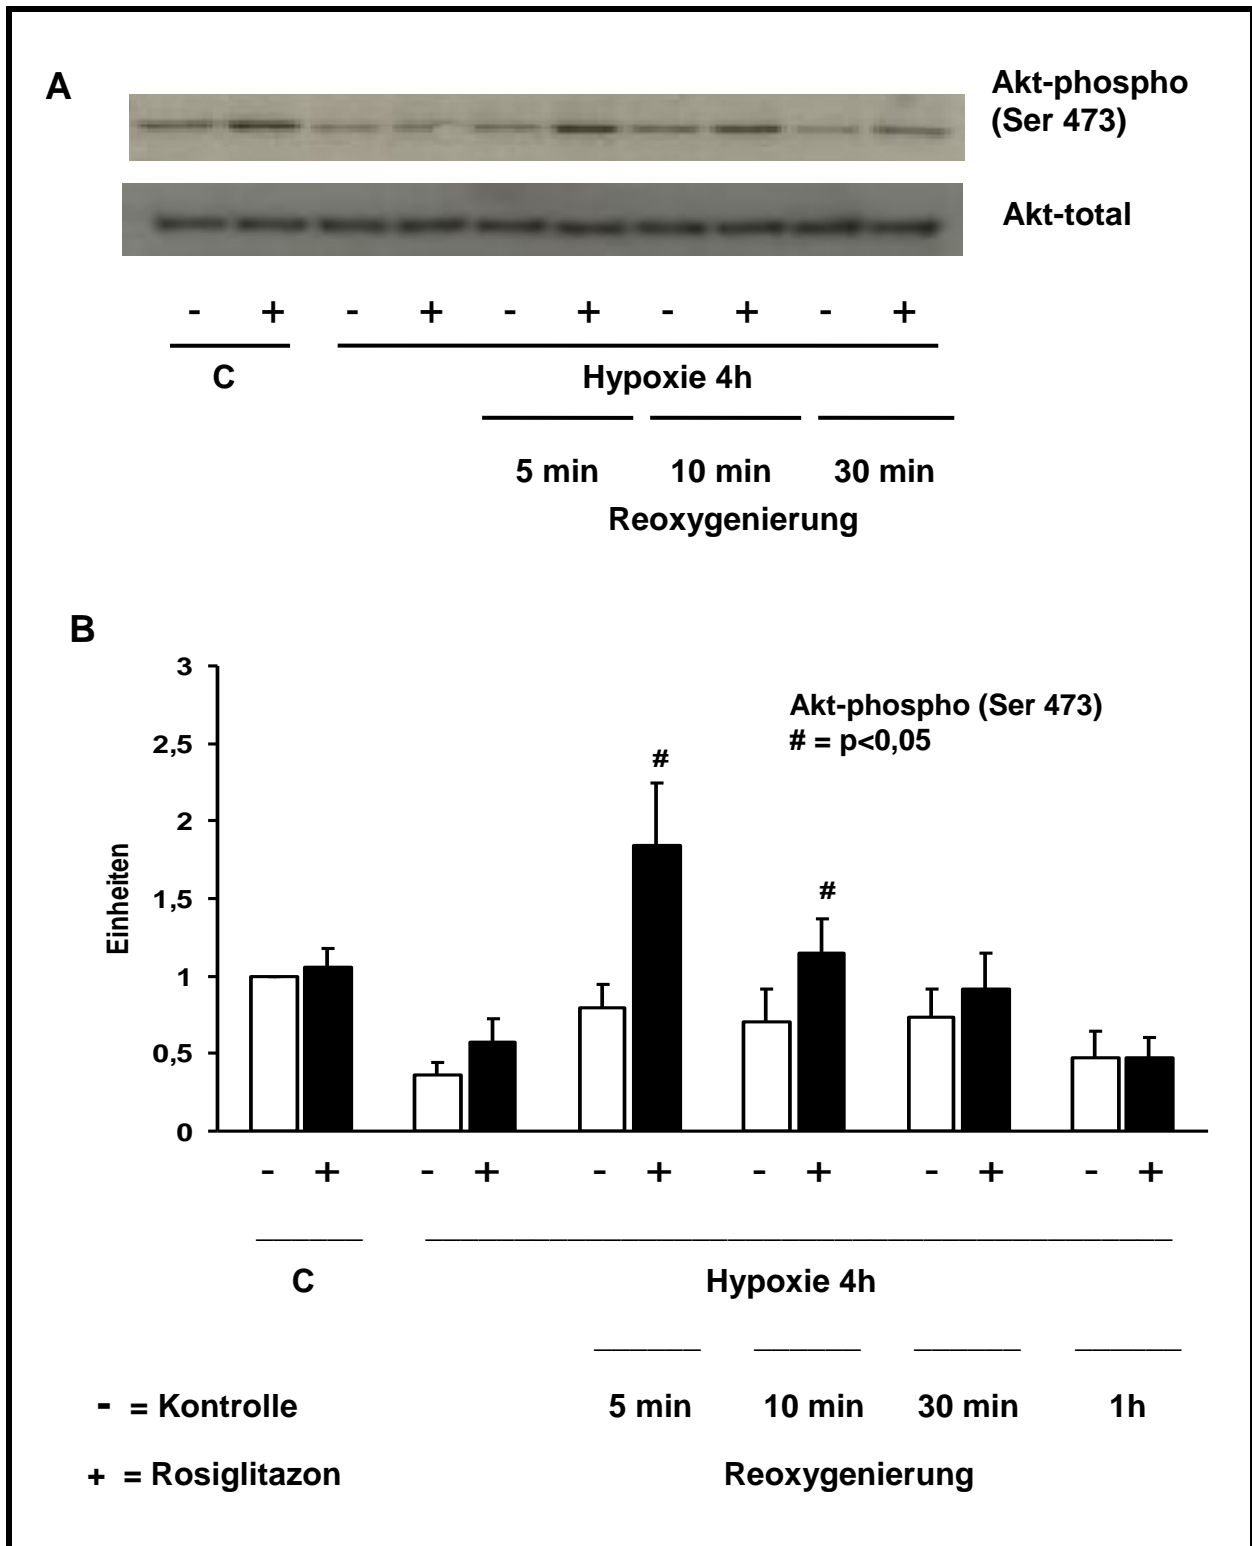 A
Akt-phospho
(Ser 473)
Akt-total
- + - + - + - + - +
C Hypoxie 4h
5 min 10 min 30 min
Reoxygenierung
B
3
2,5
2
1,5
1
0,5
0
Einheiten
Akt-phospho (Ser 473)
# = p<0,05
#
#
- + - + - + - + - + - +
C Hypoxie 4h
- = Kontrolle 5 min 10 min 30 min 1h
+ = Rosiglitazon Reoxygenierung